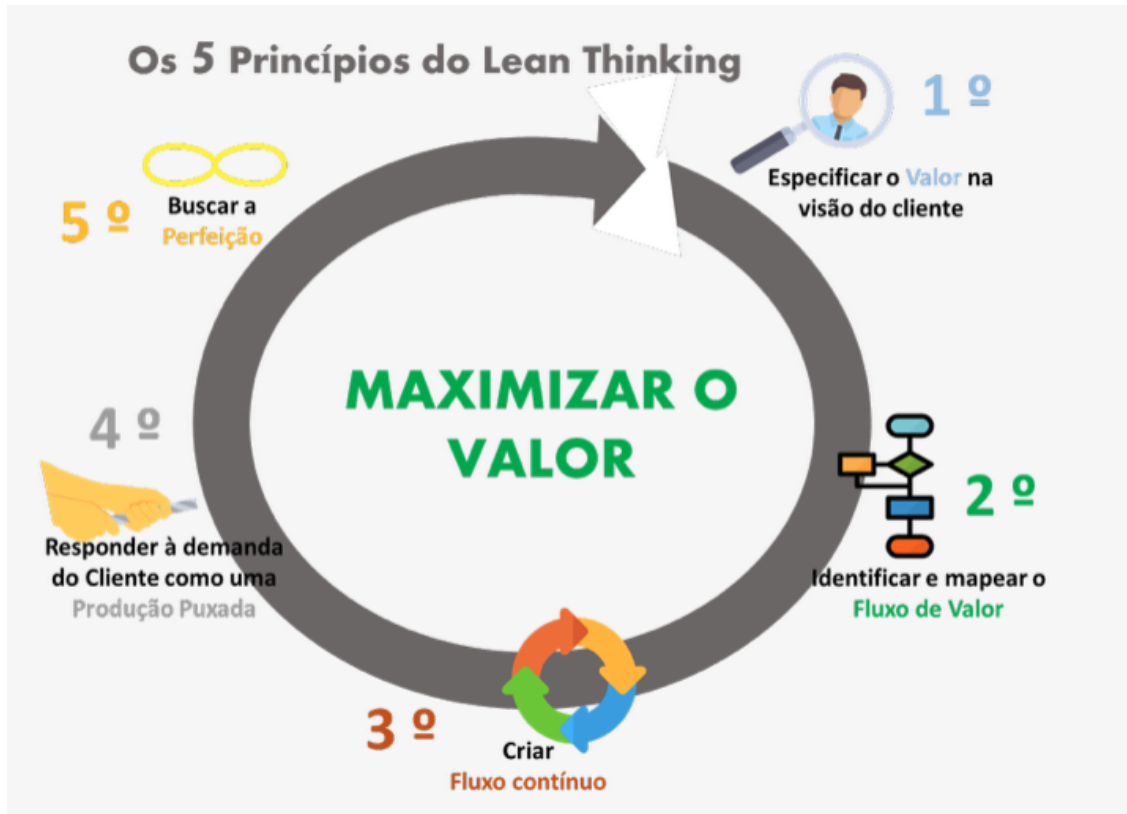 Os 5 Princípios do Lean Thinking
1 º
Especificar o Valor na
visão do cliente
2 º
Identificar e mapear o
Fluxo de Valor
3 º
Criar
Fluxo contínuo
4 º
Responder à demanda
do Cliente como uma
Produção Puxada
5 º
Buscar a
Perfeição
MAXIMIZAR O
VALOR